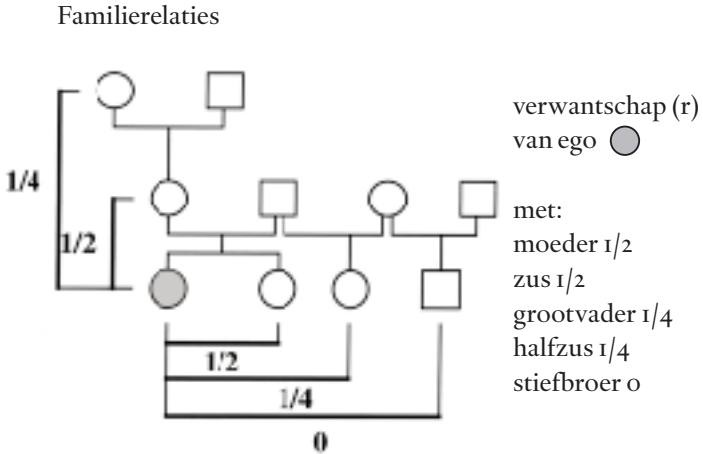 Familierelaties
verwantschap (r)
van ego
1/4
1/2
met:
moeder 1/2
zus 1/2
grootvader 1/4
halfzus 1/4
stiefbroer 0
1/2
1/4
0